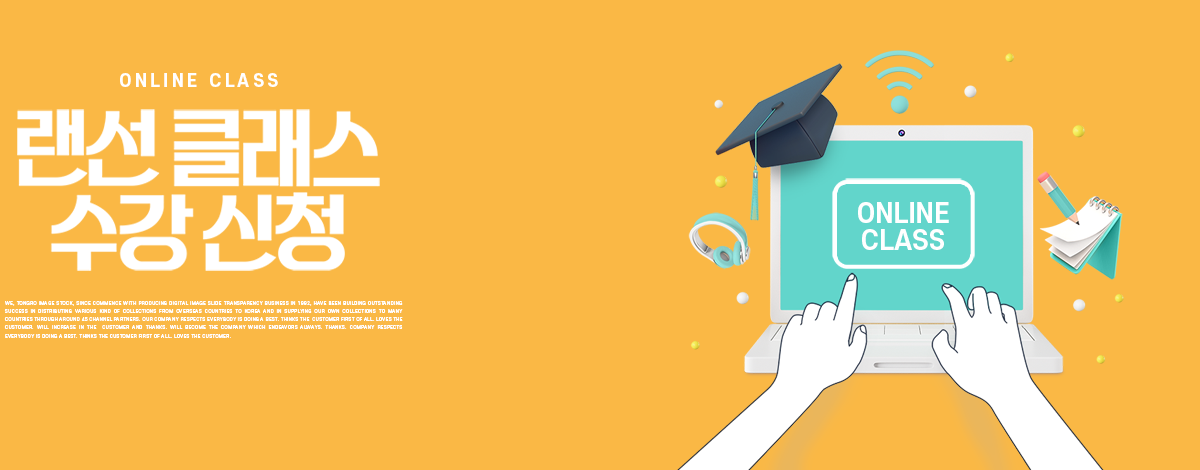 ONLINE CLASS
랜선 클래스
수강 신청
WE, TONGRO IMAGE STOCK, SINCE COMMENCE WITH PRODUCING DIGITAL IMAGE SLIDE TRANSPARENCY BUSINESS IN 1992, HAVE BEEN BUILDING OUTSTANDING
SUCCESS IN DISTRIBUTING VARIOUS KIND OF COLLECTIONS FROM OVERSEAS COUNTRIES TO KOREA AND IN SUPPLYING OUR OWN COLLECTIONS TO MANY
COUNTRIES THROUGH AROUND 25 CHANNEL PARTNERS. OUR COMPANY RESPECTS EVERYBODY IS DOING A BEST. THINKS THE CUSTOMER FIRST OF ALL. LOVES THE
CUSTOMER. WILL INCREASE IN THE CUSTOMER AND THANKS. WILL BECOME THE COMPANY WHICH ENDEAVORS ALWAYS. THANKS. COMPANY RESPECTS
EVERYBODY IS DOING A BEST. THINKS THE CUSTOMER FIRST OF ALL. LOVES THE CUSTOMER.
ONLINE
CLASS